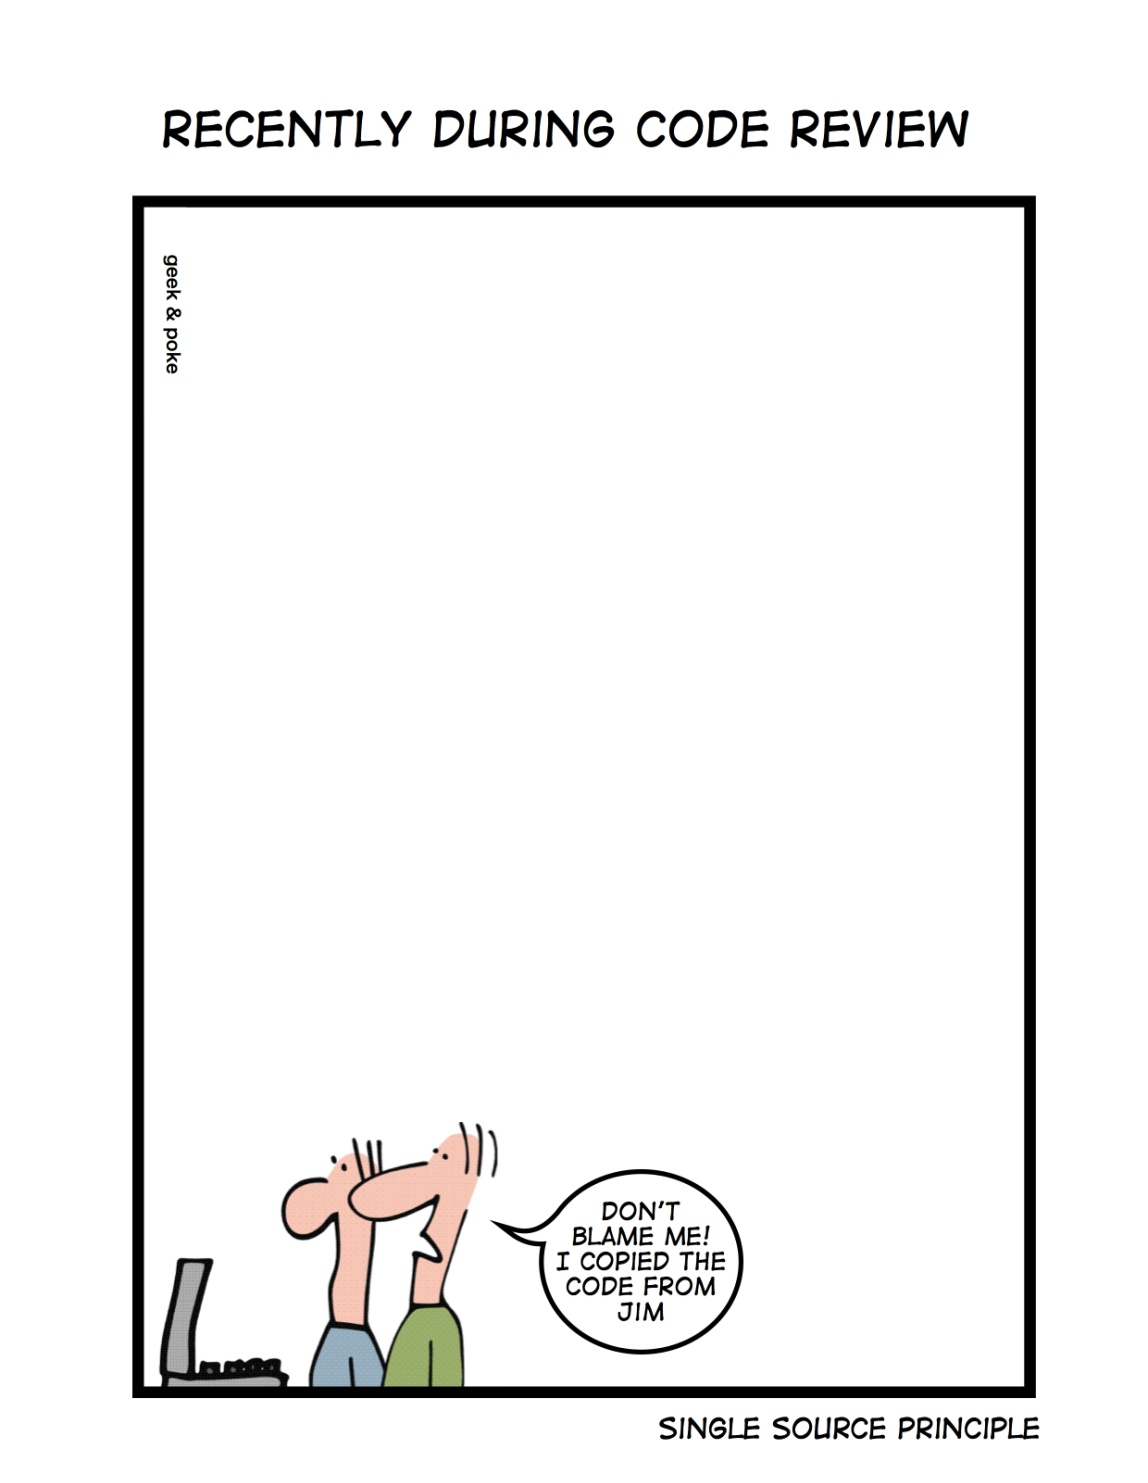 RECENTLY DURING CODE REVIEW
geek & poke
DON'T
BLAME ME!
I COPIED THE
CODE FROM
JIM
SINGLE SOURCE PRINCIPLE